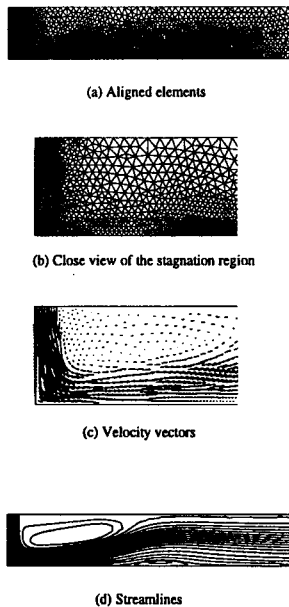 (a) Aligned elements
(b) Close view of the stagnation region
(c) Velocity vectors
(d) Streamlines